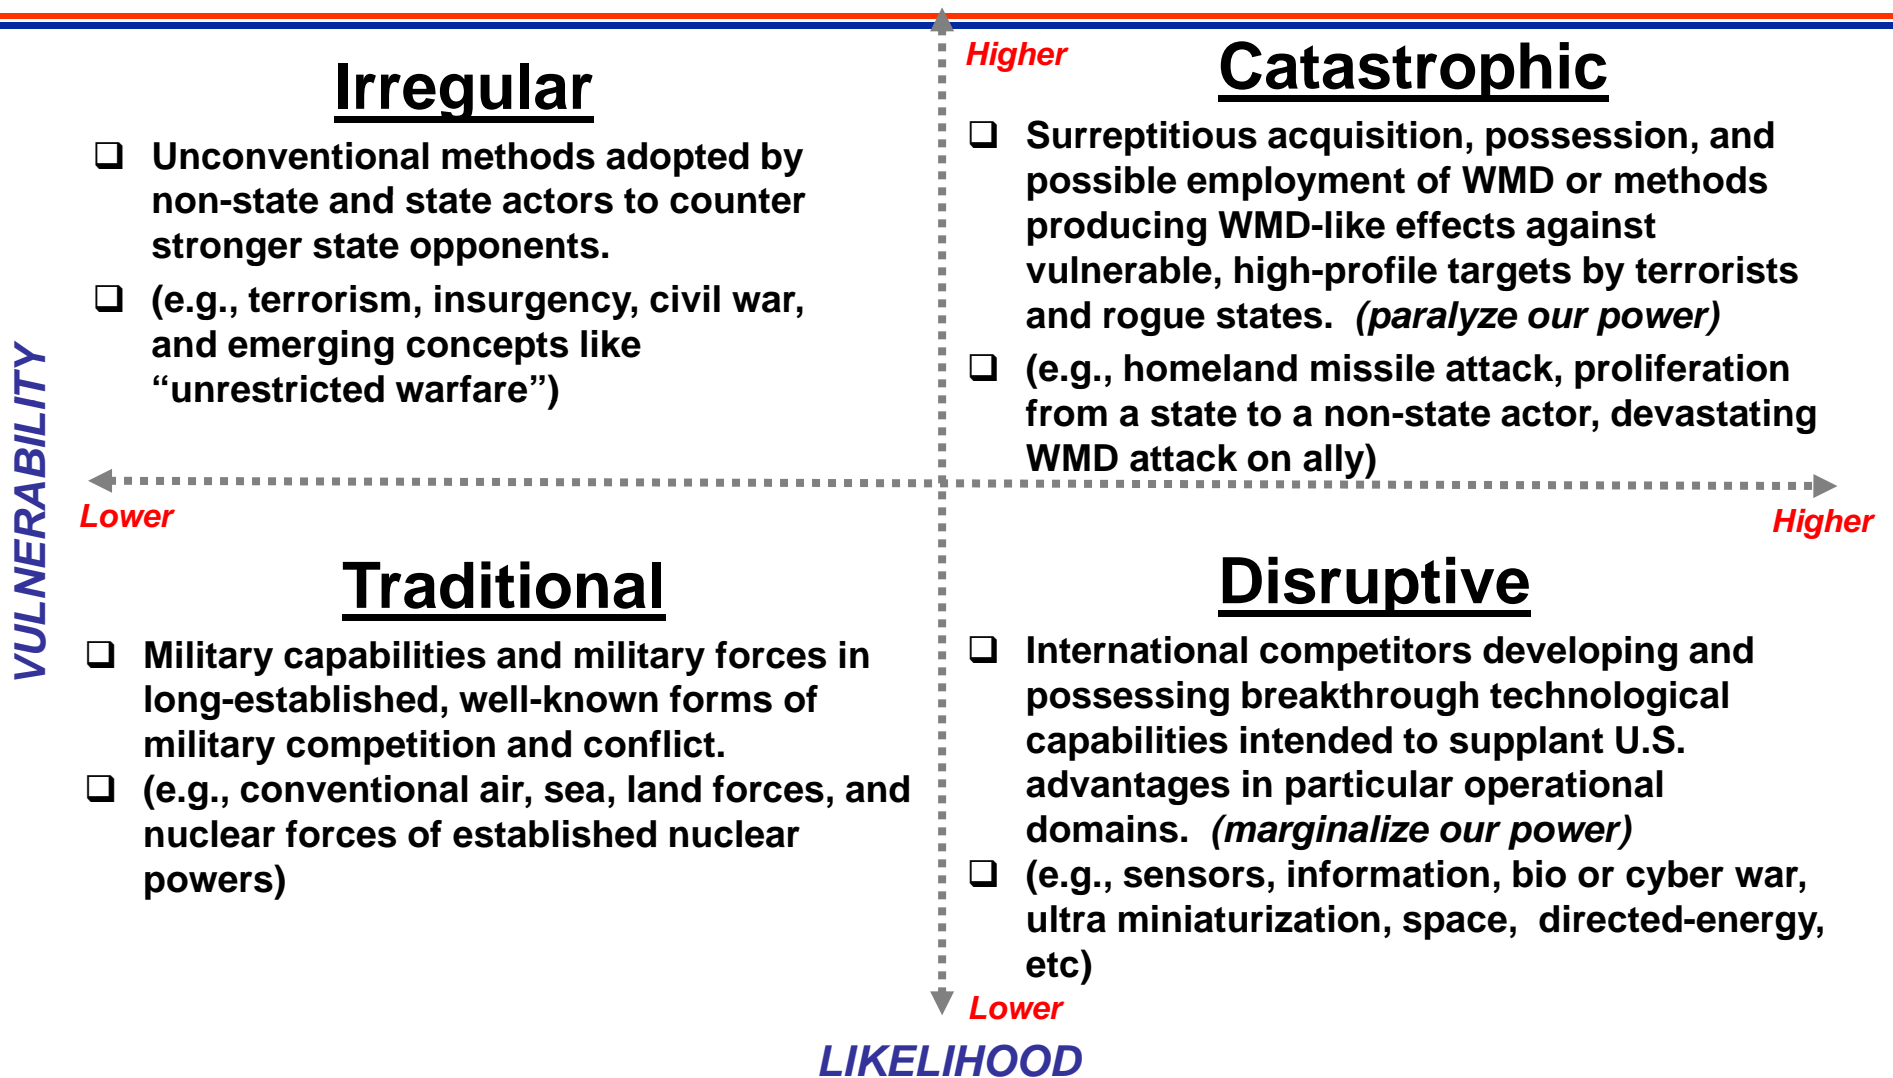 Higher
Irregular
❑ Unconventional methods adopted by
non-state and state actors to counter
stronger state opponents.
❑ (e.g., terrorism, insurgency, civil war,
and emerging concepts like
“unrestricted warfare”)
Catastrophic
❑ Surreptitious acquisition, possession, and
possible employment of WMD or methods
producing WMD-like effects against
vulnerable, high-profile targets by terrorists
and rogue states. (paralyze our power)
❑ (e.g., homeland missile attack, proliferation
from a state to a non-state actor, devastating
WMD attack on ally)
VULNERABILITY
Lower
Higher
Traditional
❑ Military capabilities and military forces in
long-established, well-known forms of
military competition and conflict.
❑ (e.g., conventional air, sea, land forces, and
nuclear forces of established nuclear
powers)
Disruptive
❑ International competitors developing and
possessing breakthrough technological
capabilities intended to supplant U.S.
advantages in particular operational
domains. (marginalize our power)
❑ (e.g., sensors, information, bio or cyber war,
ultra miniaturization, space, directed-energy,
etc)
Lower
LIKELIHOOD